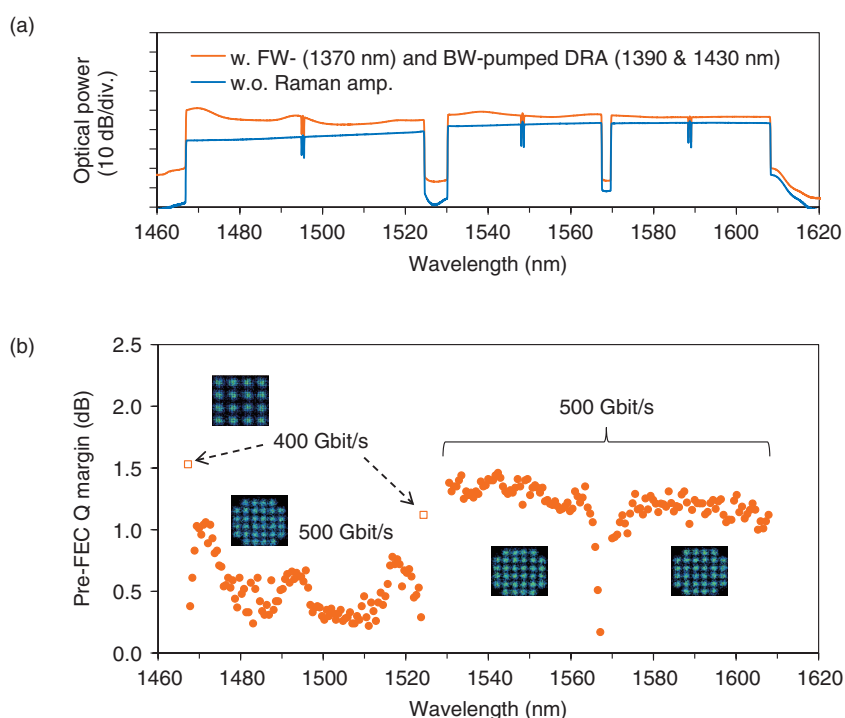 (a)
w. FW- (1370 nm) and BW-pumped DRA (1390 & 1430 nm)
w.o. Raman amp.
Optical power
(10 dB/div.)
1460 1480 1500 1520 1540 1560 1580 1600 1620
Wavelength (nm)
(b)
2.5
2.0
1.5
1.0
0.5
0.0
Pre-FEC Q margin (dB)
500 Gbit/s
400 Gbit/s
500 Gbit/s
1460 1480 1500 1520 1540 1560 1580 1600 1620
Wavelength (nm)